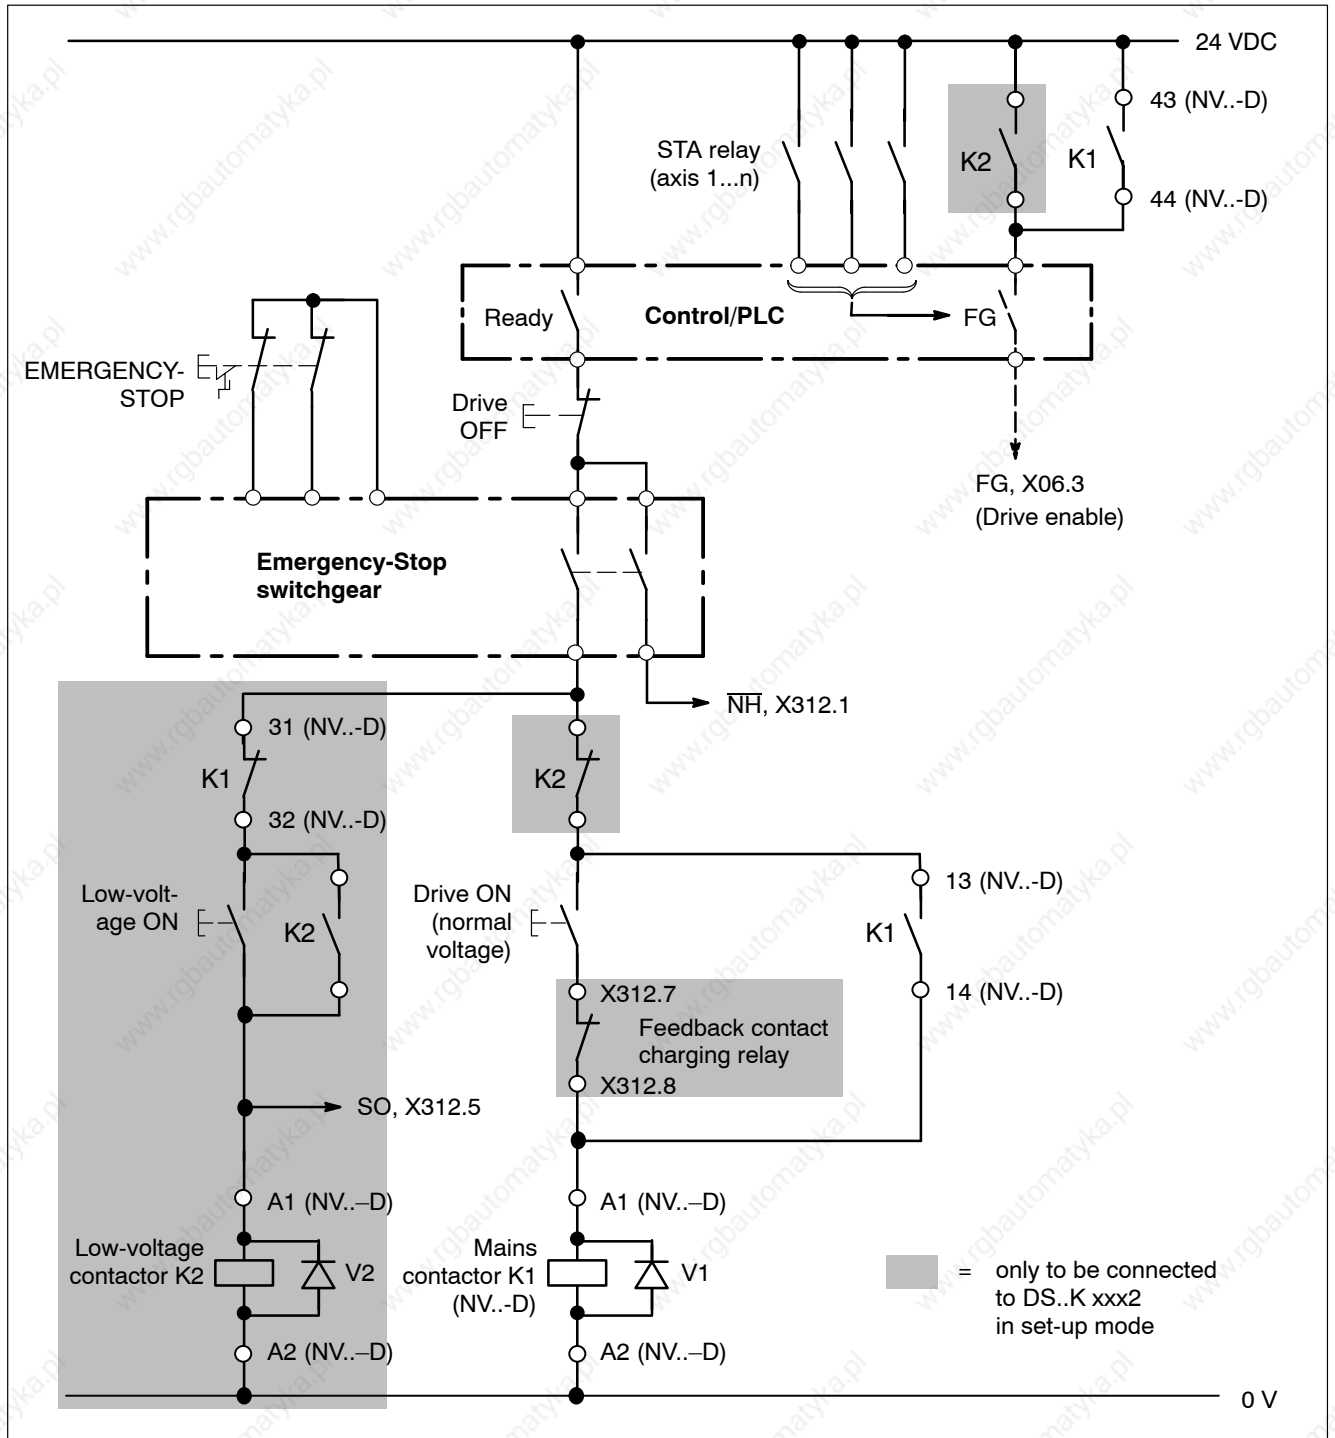 24 VDC
43 (NV..-D)
STA relay
(axis 1...n)
K2
K1
44 (NV..-D)
Ready
Control/PLC
FG
EMERGENCY-
STOP
Drive
OFF
FG, X06.3
(Drive enable)
Emergency-Stop
switchgear
NH, X312.1
31 (NV..-D)
K1
K2
32 (NV..-D)
Low-volt-
age ON
K2
Drive ON
(normal
voltage)
13 (NV..-D)
K1
14 (NV..-D)
X312.7
Feedback contact
charging relay
X312.8
SO, X312.5
A1 (NV..–D)
A1 (NV..–D)
Low-voltage
contactor K2
V2
Mains
contactor K1
(NV..-D)
V1
= only to be connected
to DS..K xxx2
in set-up mode
A2 (NV..–D)
A2 (NV..–D)
0 V
www.rgbautomatyka.pl